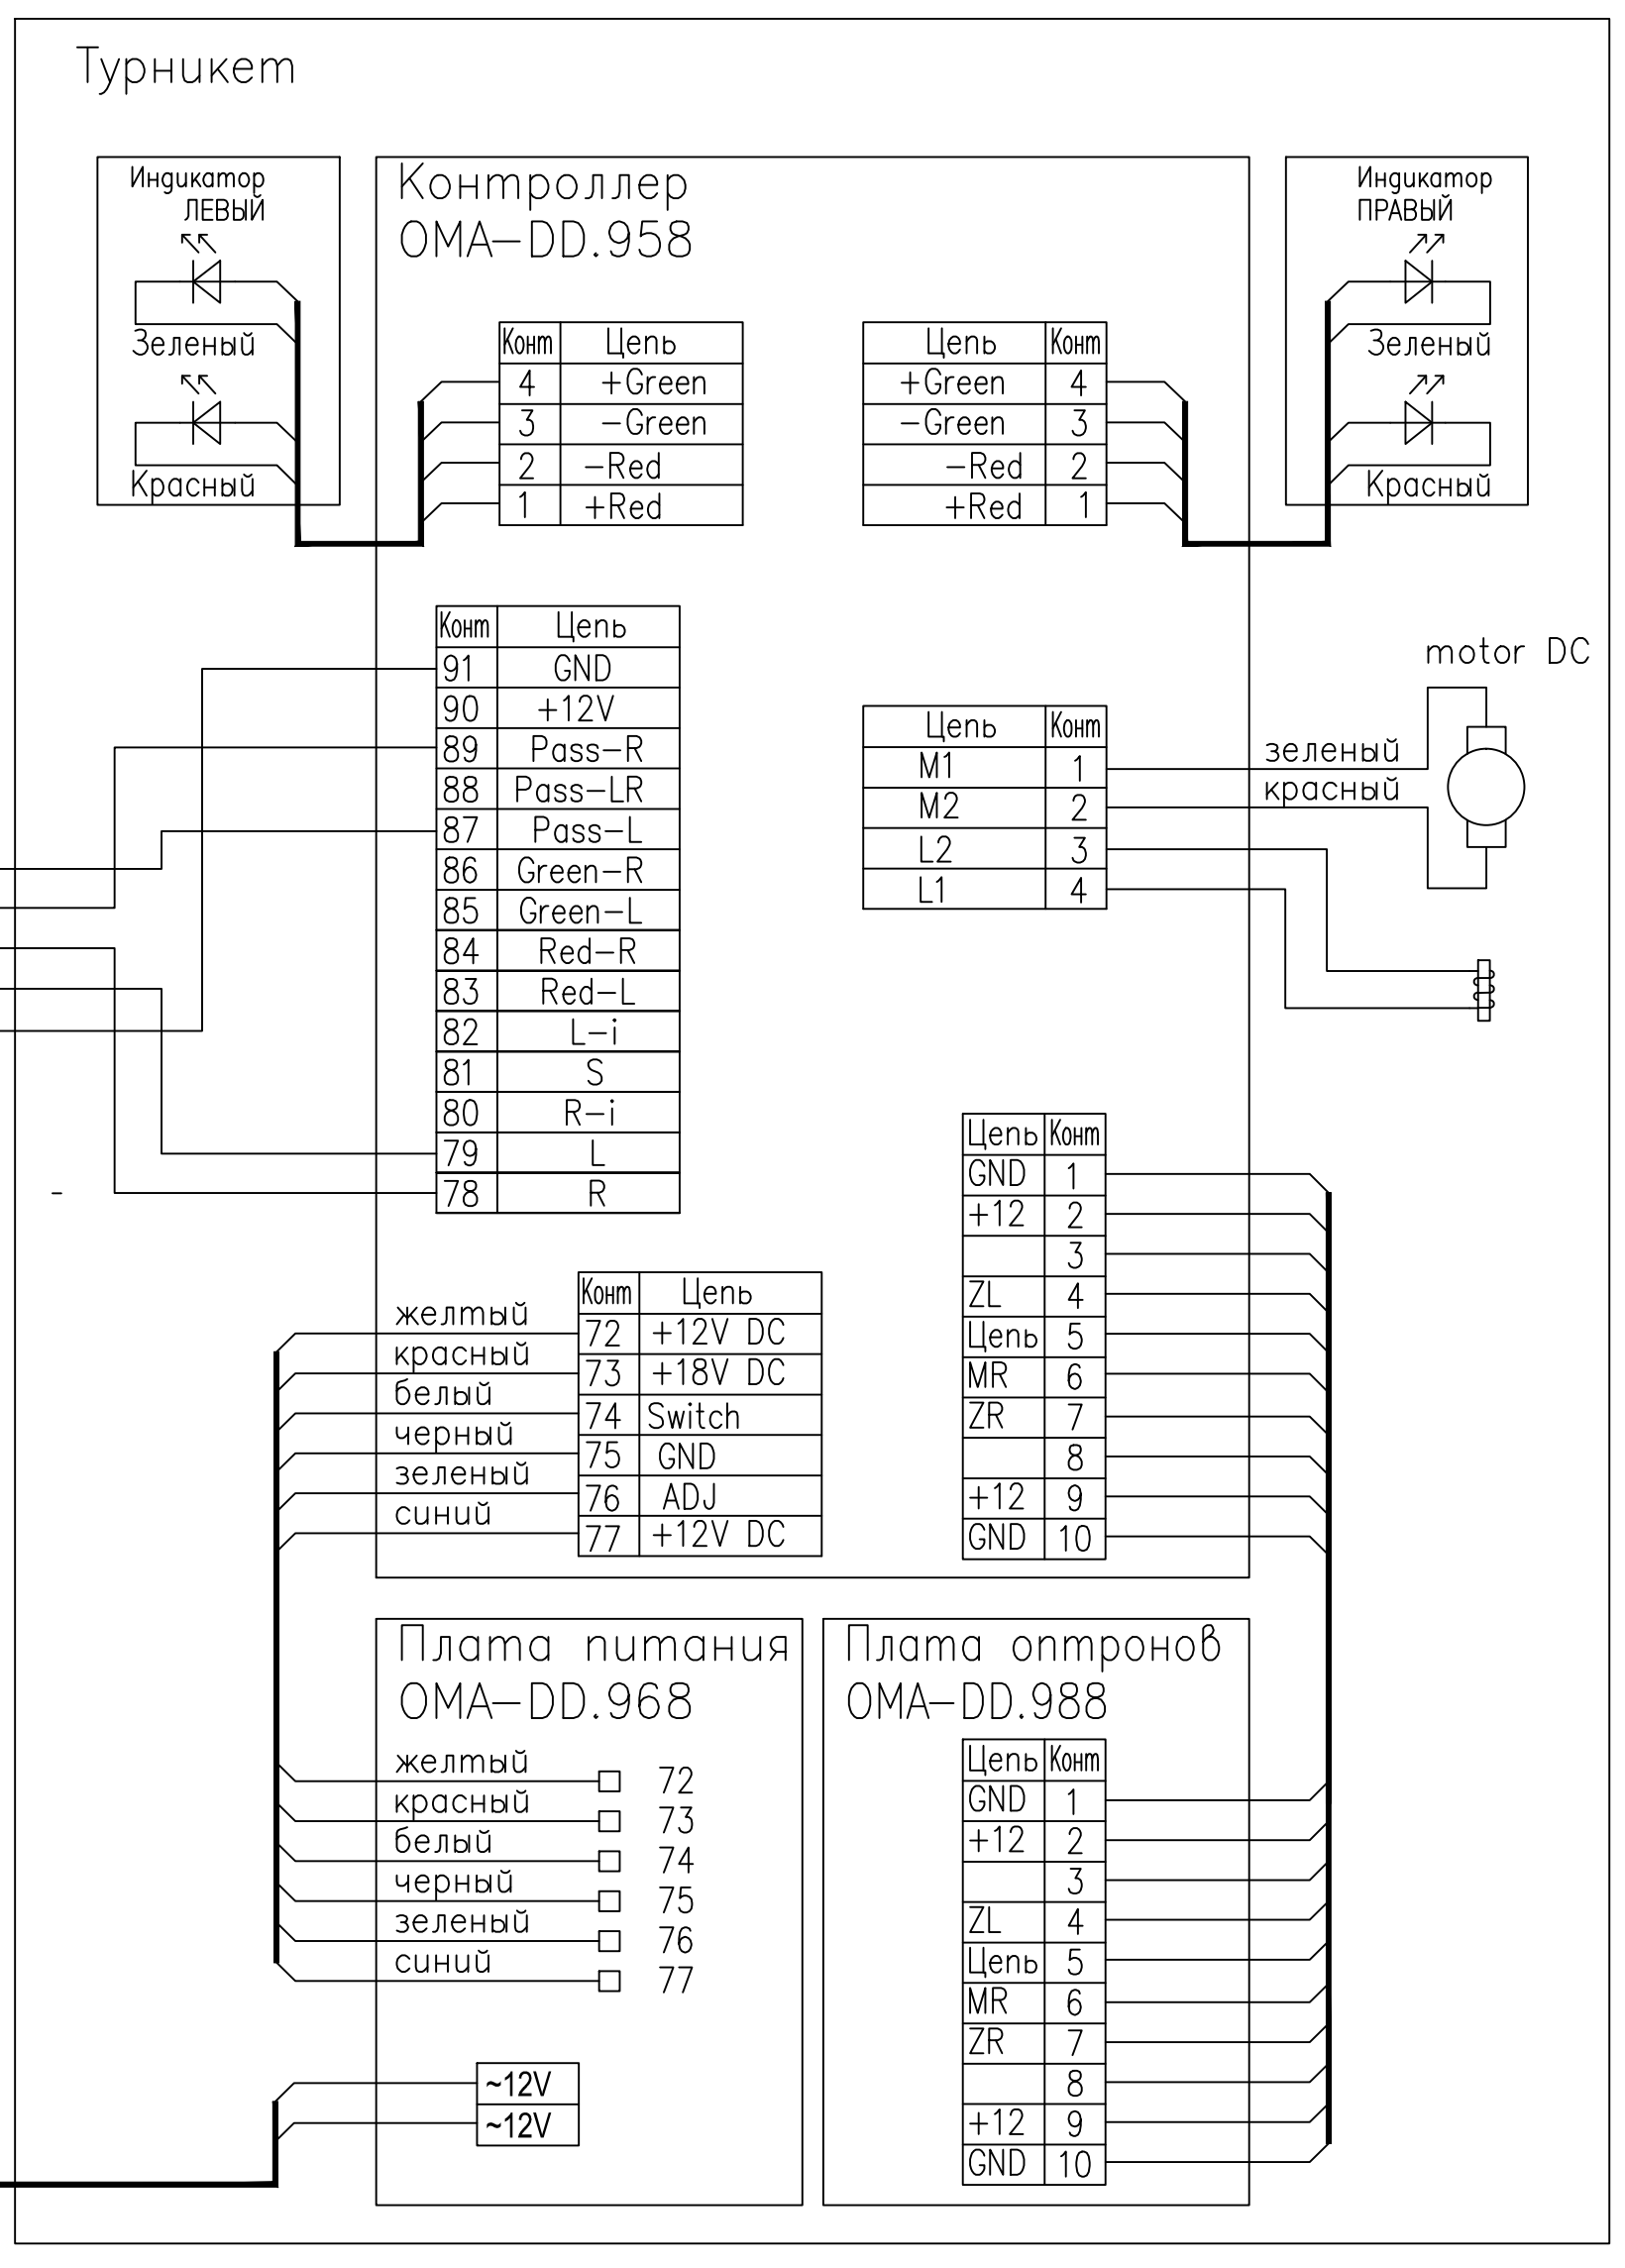 Турникет
Индикатор
ЛЕВЫЙ
Зеленый
Красный
Контроллер
OMA-DD.958
Индикатор
ПРАВЫЙ
Зеленый
Красный
Конт Цепь
4 +Green
3 -Green
2 -Red
1 +Red
Цепь Конт
+Green 4
-Green 3
-Red 2
+Red 1
Конт Цепь
91 GND
90 +12V
89 Pass-R
88 Pass-LR
87 Pass-L
86 Green-R
85 Green-L
84 Red-R
83 Red-L
82 L-i
81 S
80 R-i
79 L
78 R
motor DC
Цепь Конт
M1 1
M2 2
L2 3
L1 4
зеленый
красный
-
Цепь Конт
GND 1
+12 2
3
ZL 4
Цепь 5
MR 6
ZR 7
8
+12 9
GND 10
Конт Цепь
желтый 72 +12V DC
красный 73 +18V DC
белый 74 Switch
черный 75 GND
зеленый 76 ADJ
синий 77 +12V DC
Плата питания
OMA-DD.968
желтый 72
красный 73
белый 74
черный 75
зеленый 76
синий 77
~12V
~12V
Плата оптронов
OMA-DD.988
Цепь Конт
GND 1
+12 2
3
ZL 4
Цепь 5
MR 6
ZR 7
8
+12 9
GND 10